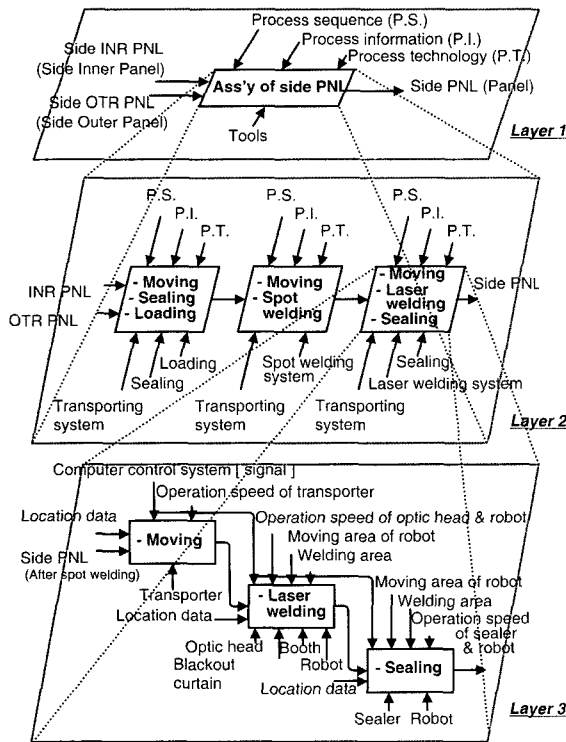 Process sequence (P.S.)
Side INR PNL
(Side Inner Panel)
Process information (P.I.)
Process technology (P.T.)
Ass'y of side PNL
Side PNL (Panel)
Side OTR PNL
(Side Outer Panel)
Tools
Layer 1
P.S.
P.I.
P.T.
P.S.
P.I.
P.T.
P.S.
P.I.
P.T.
INR PNL
OTR PNL
- Moving
- Sealing
- Loading
- Moving
- Spot
welding
- Moving
- Laser
welding
- Sealing
Side PNL
Loading
Sealing
Transporting
system
Spot welding
system
Transporting
system
Sealing
Laser welding system
Transporting
system
Layer 2
Computer control system [ signal ]
Operation speed of transporter
Location data
Side PNL
(After spot welding)
- Moving
Transporter
Operation speed of optic head & robot
Moving area of robot
Welding area
Location data
- Laser
welding
Optic head
Blackout
curtain
Booth
Robot
Moving area of robot
Welding area
Operation speed
of sealer
& robot
Location data
- Sealing
Sealer
Robot
Layer 3